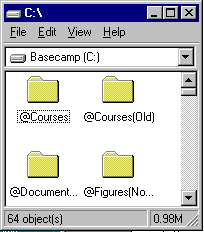 C:\
File Edit View Help
Basecamp (C:)
@Courses @Courses(Old)
@Document... @Figures(No...
64 object(s) 0.98M